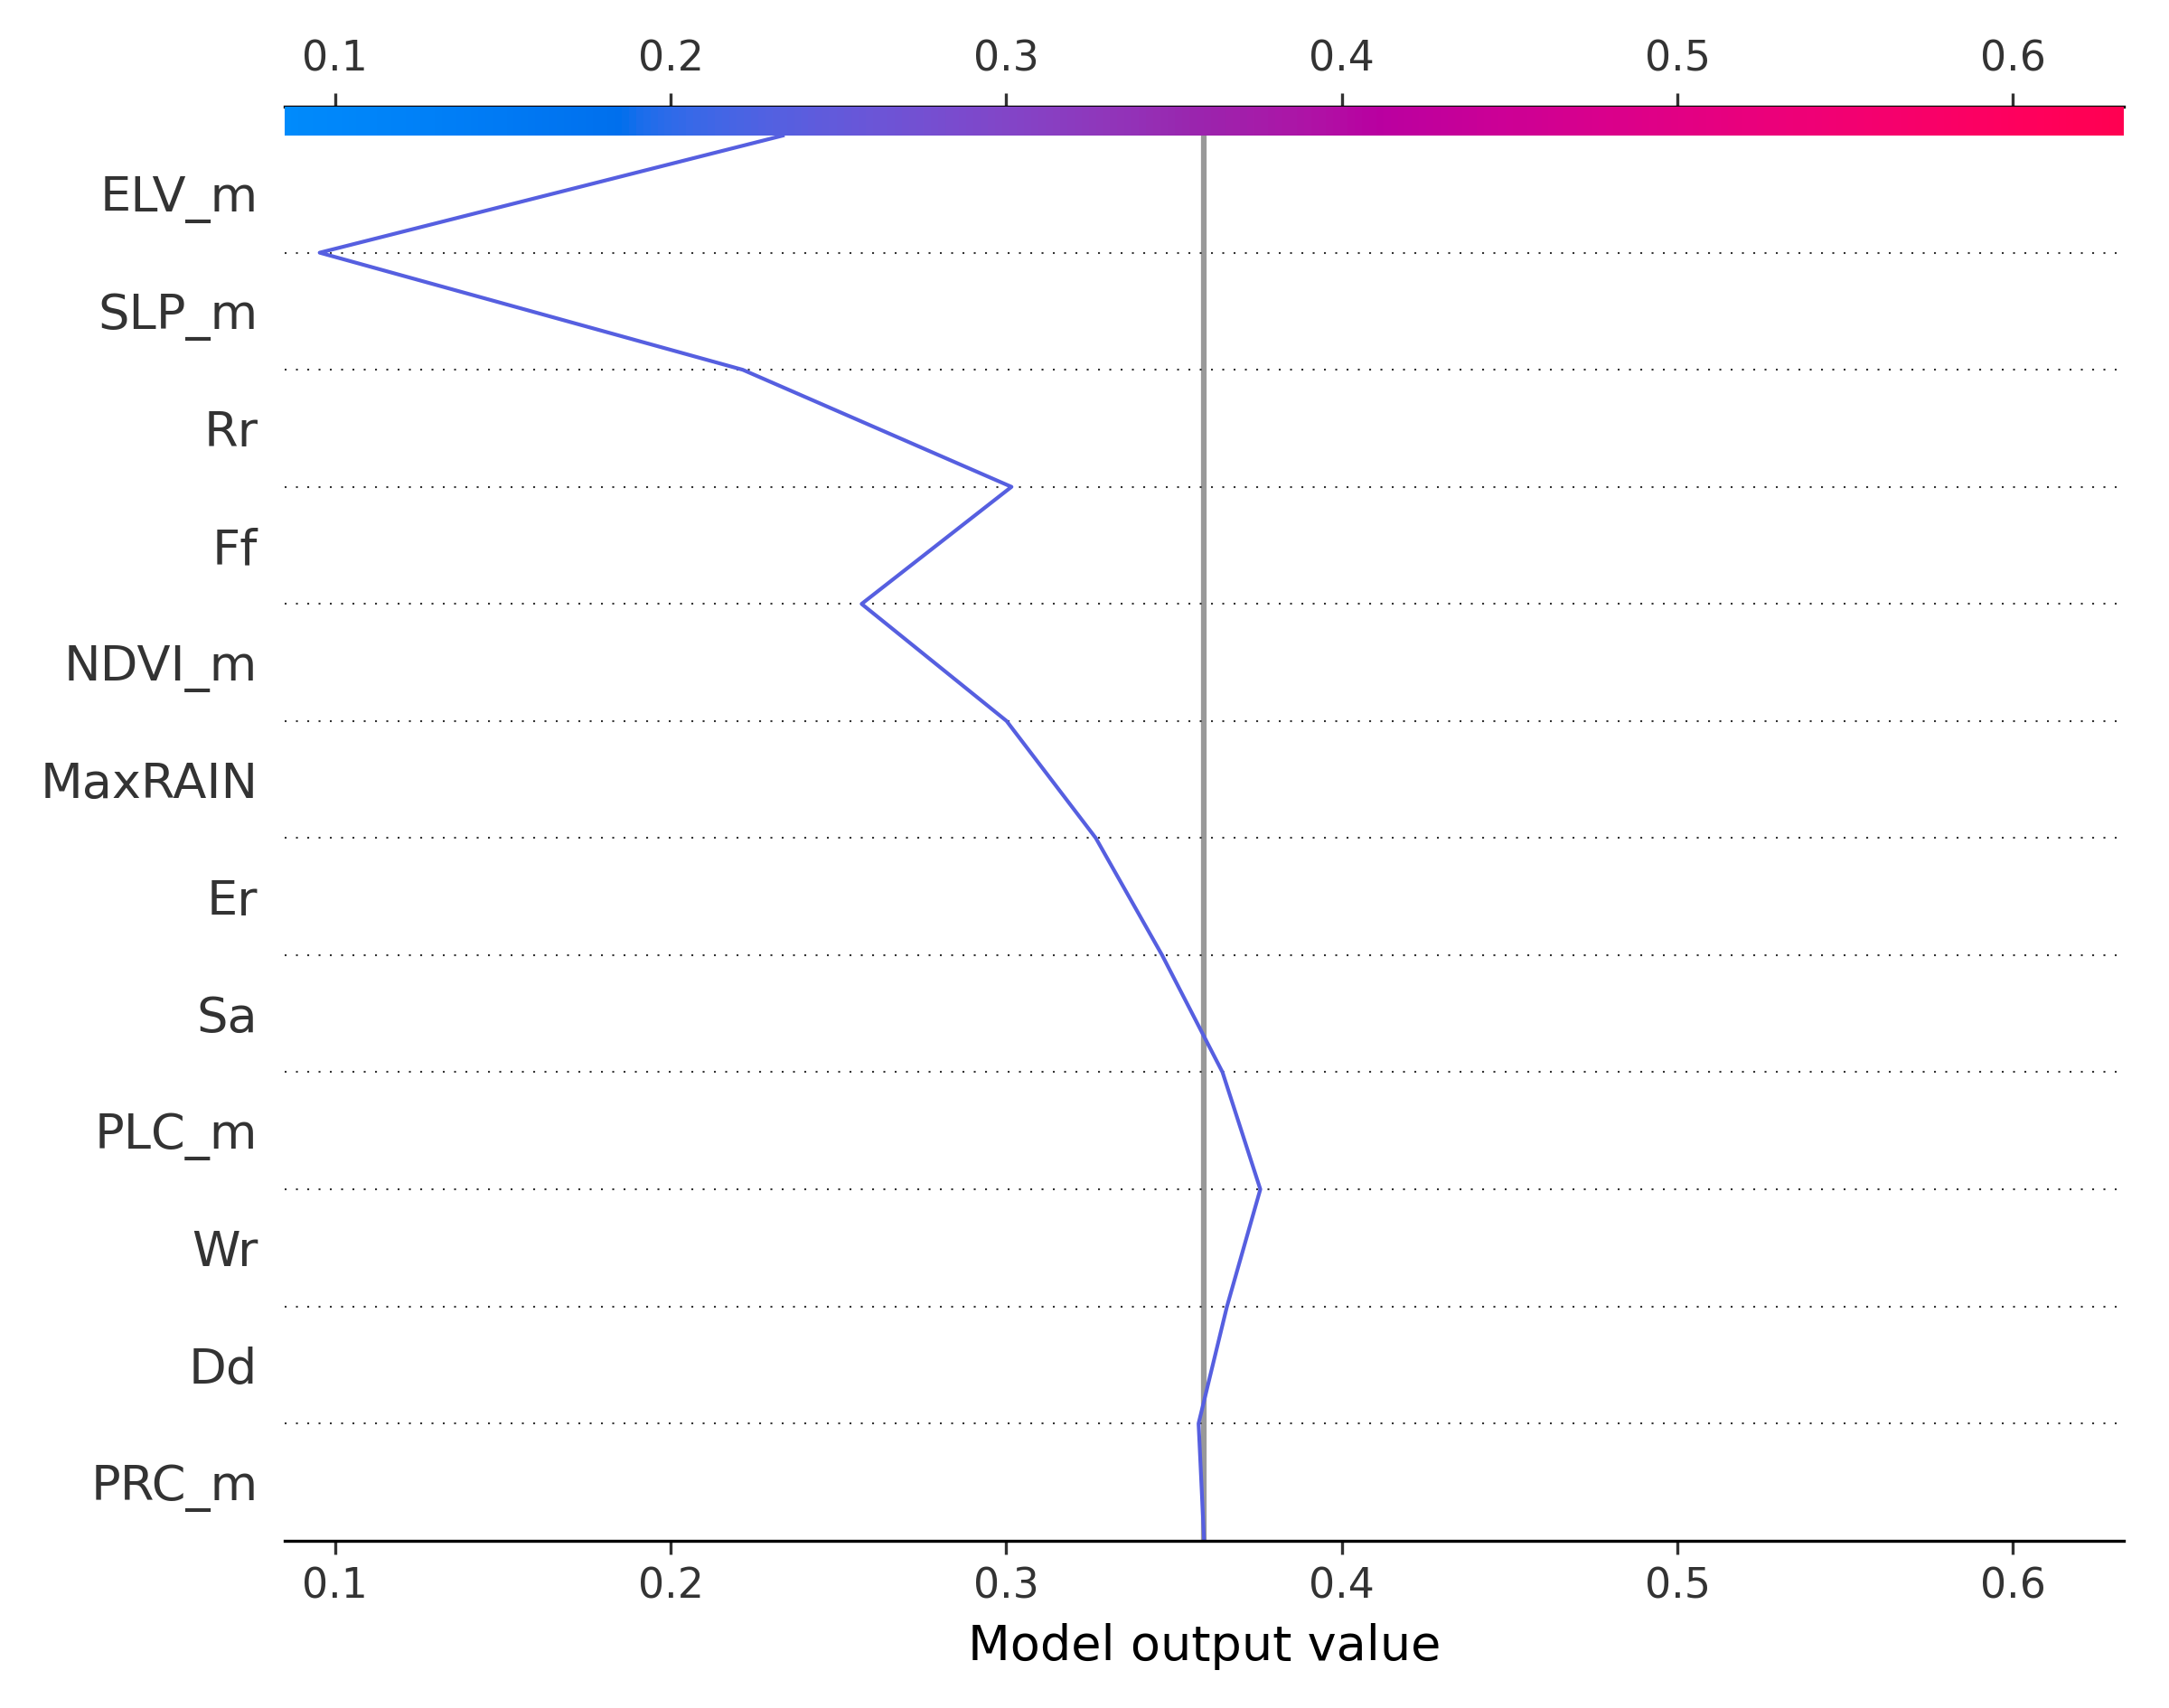 0.1 0.2 0.3 0.4 0.5 0.6
ELV_m
SLP_m
Rr
Ff
NDVI_m
MaxRAIN
Er
Sa
PLC_m
Wr
Dd
PRC_m
0.1 0.2 0.3 0.4 0.5 0.6
Model output value